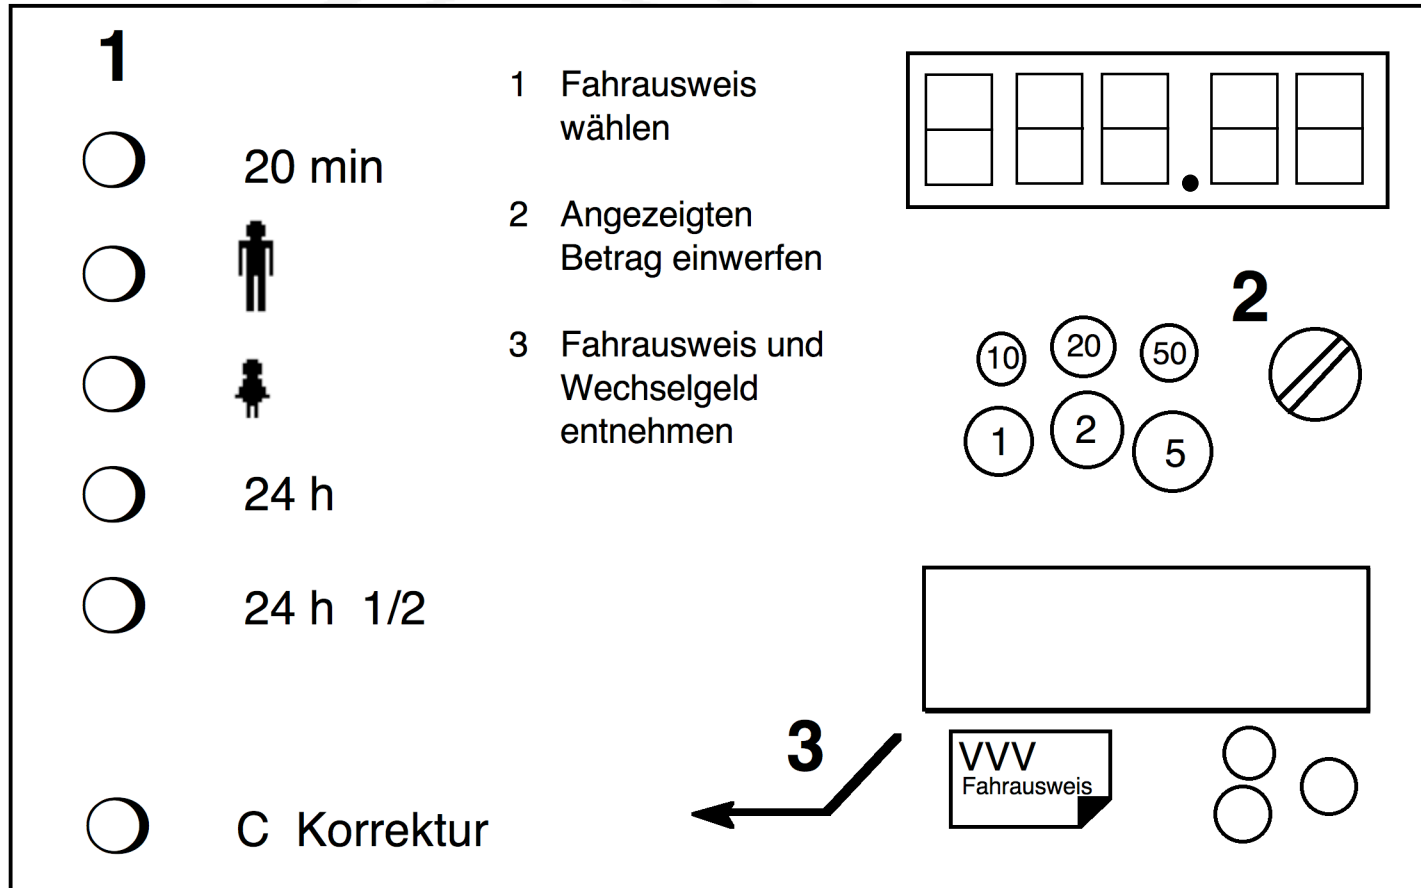 1
20 min
24 h
24 h 1/2
C Korrektur
1 Fahrausweis
wählen
2 Angezeigten
Betrag einwerfen
3 Fahrausweis und
Wechselgeld
entnehmen
2
10 20 50
1 2 5
3
VVV
Fahrausweis